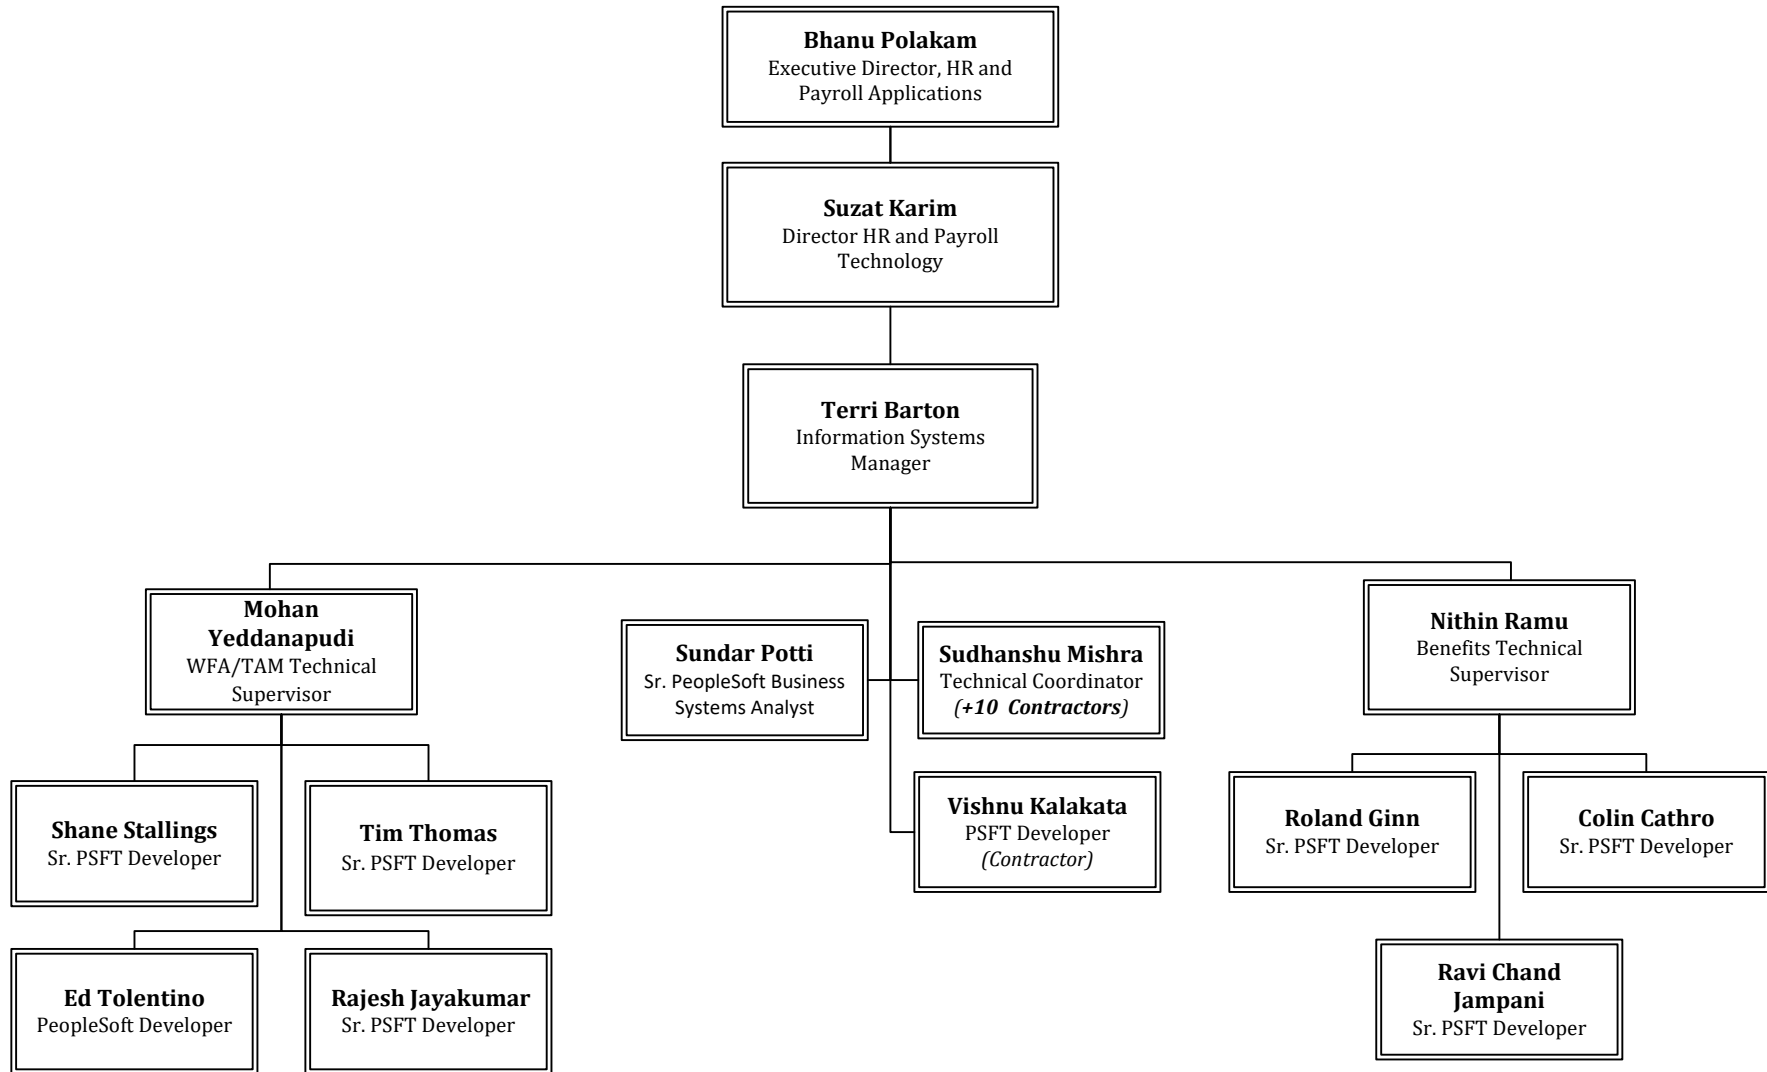 Bhanu Polakam
Executive Director, HR and
Payroll Applications
Suzat Karim
Director HR and Payroll
Technology
Terri Barton
Information Systems
Manager
Mohan
Yeddanapudi
WFA/TAM Technical
Supervisor
Sundar Potti
Sr. PeopleSoft Business
Systems Analyst
Sudhanshu Mishra
Technical Coordinator
(+10 Contractors)
Nithin Ramu
Benefits Technical
Supervisor
Shane Stallings
Sr. PSFT Developer
Tim Thomas
Sr. PSFT Developer
Vishnu Kalakata
PSFT Developer
(Contractor)
Roland Ginn
Sr. PSFT Developer
Colin Cathro
Sr. PSFT Developer
Ed Tolentino
PeopleSoft Developer
Rajesh Jayakumar
Sr. PSFT Developer
Ravi Chand
Jampani
Sr. PSFT Developer